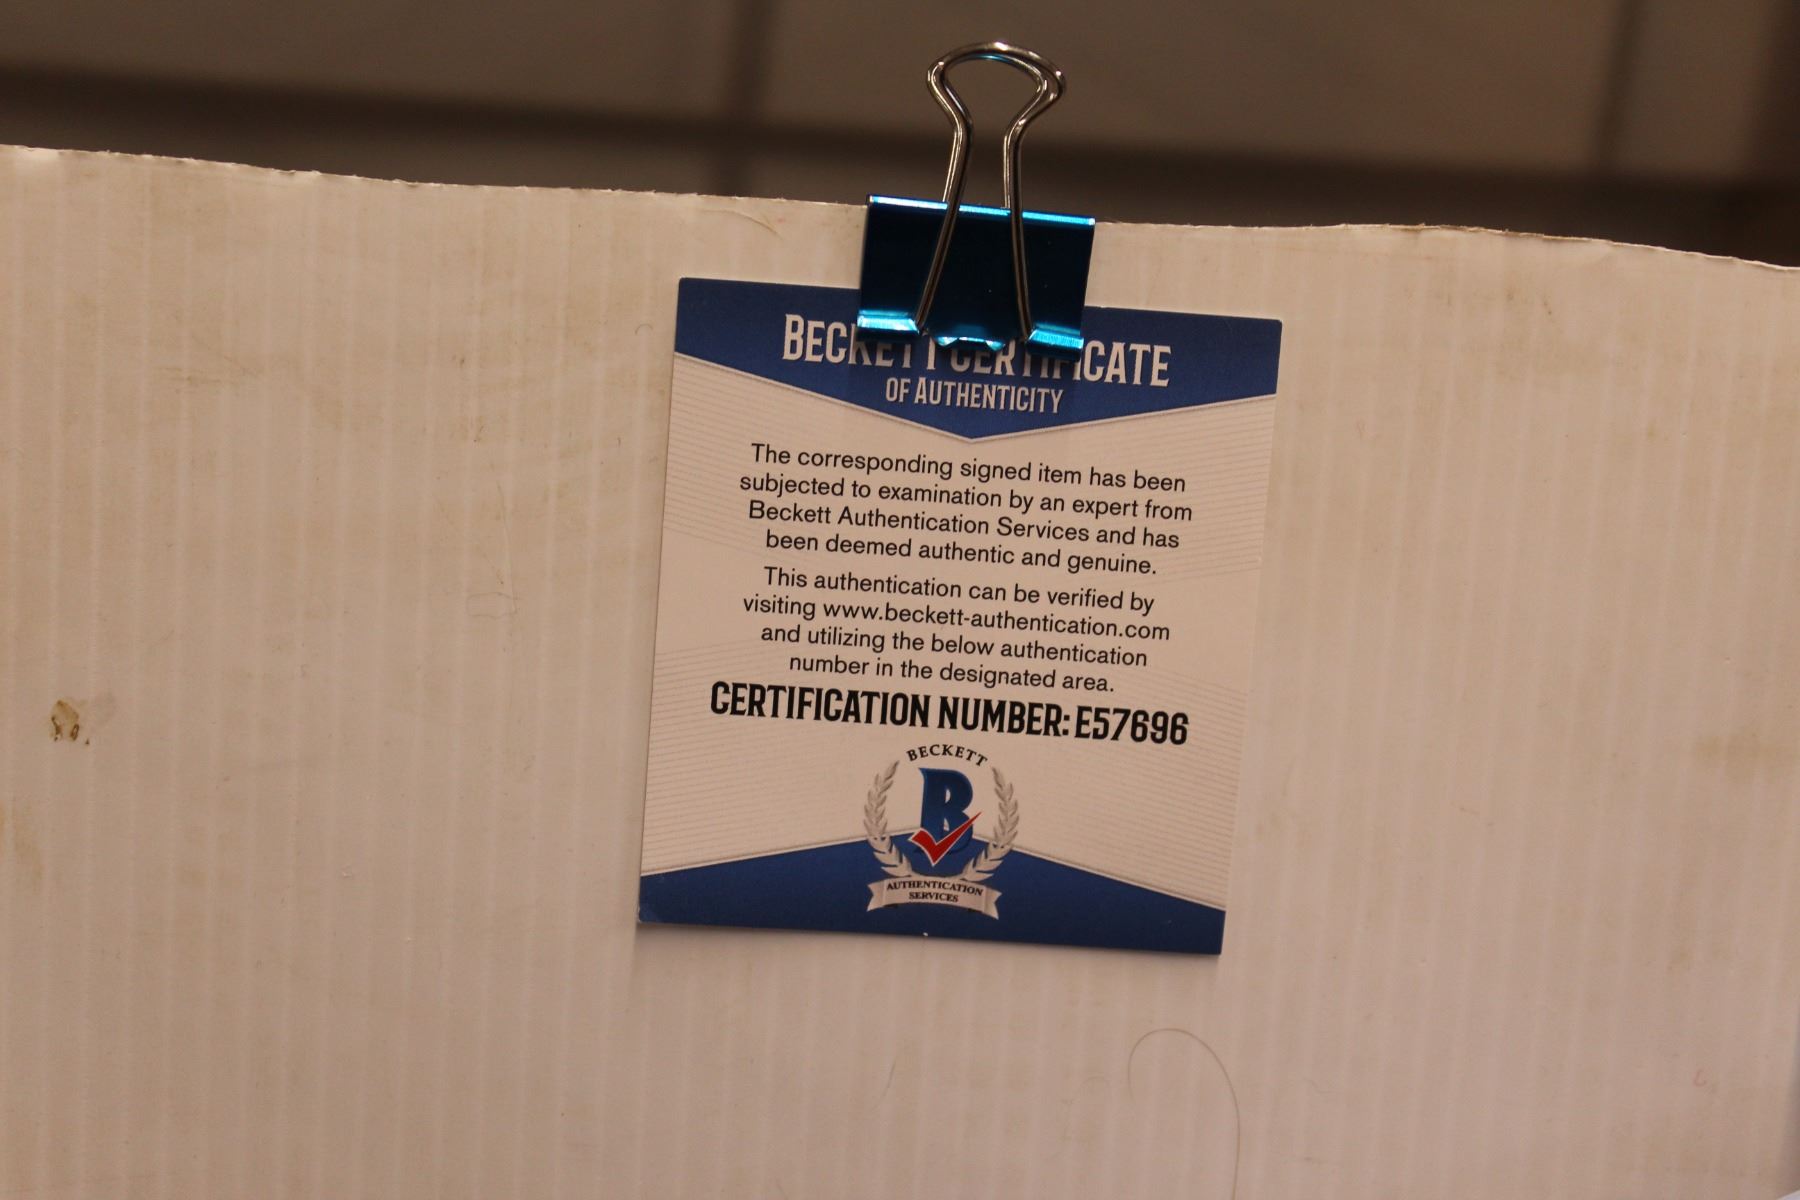 BECKETT CERTIFICATE
OF AUTHENTICITY
The corresponding signed item has been
subjected to examination by an expert from
Beckett Authentication Services and has
been deemed authentic and genuine.
This authentication can be verified by
visiting www.beckett-authentication.com
and utilizing the below authentication
number in the designated area.
CERTIFICATION NUMBER: E57696
BECKETT
B
AUTHENTICATION
SERVICES